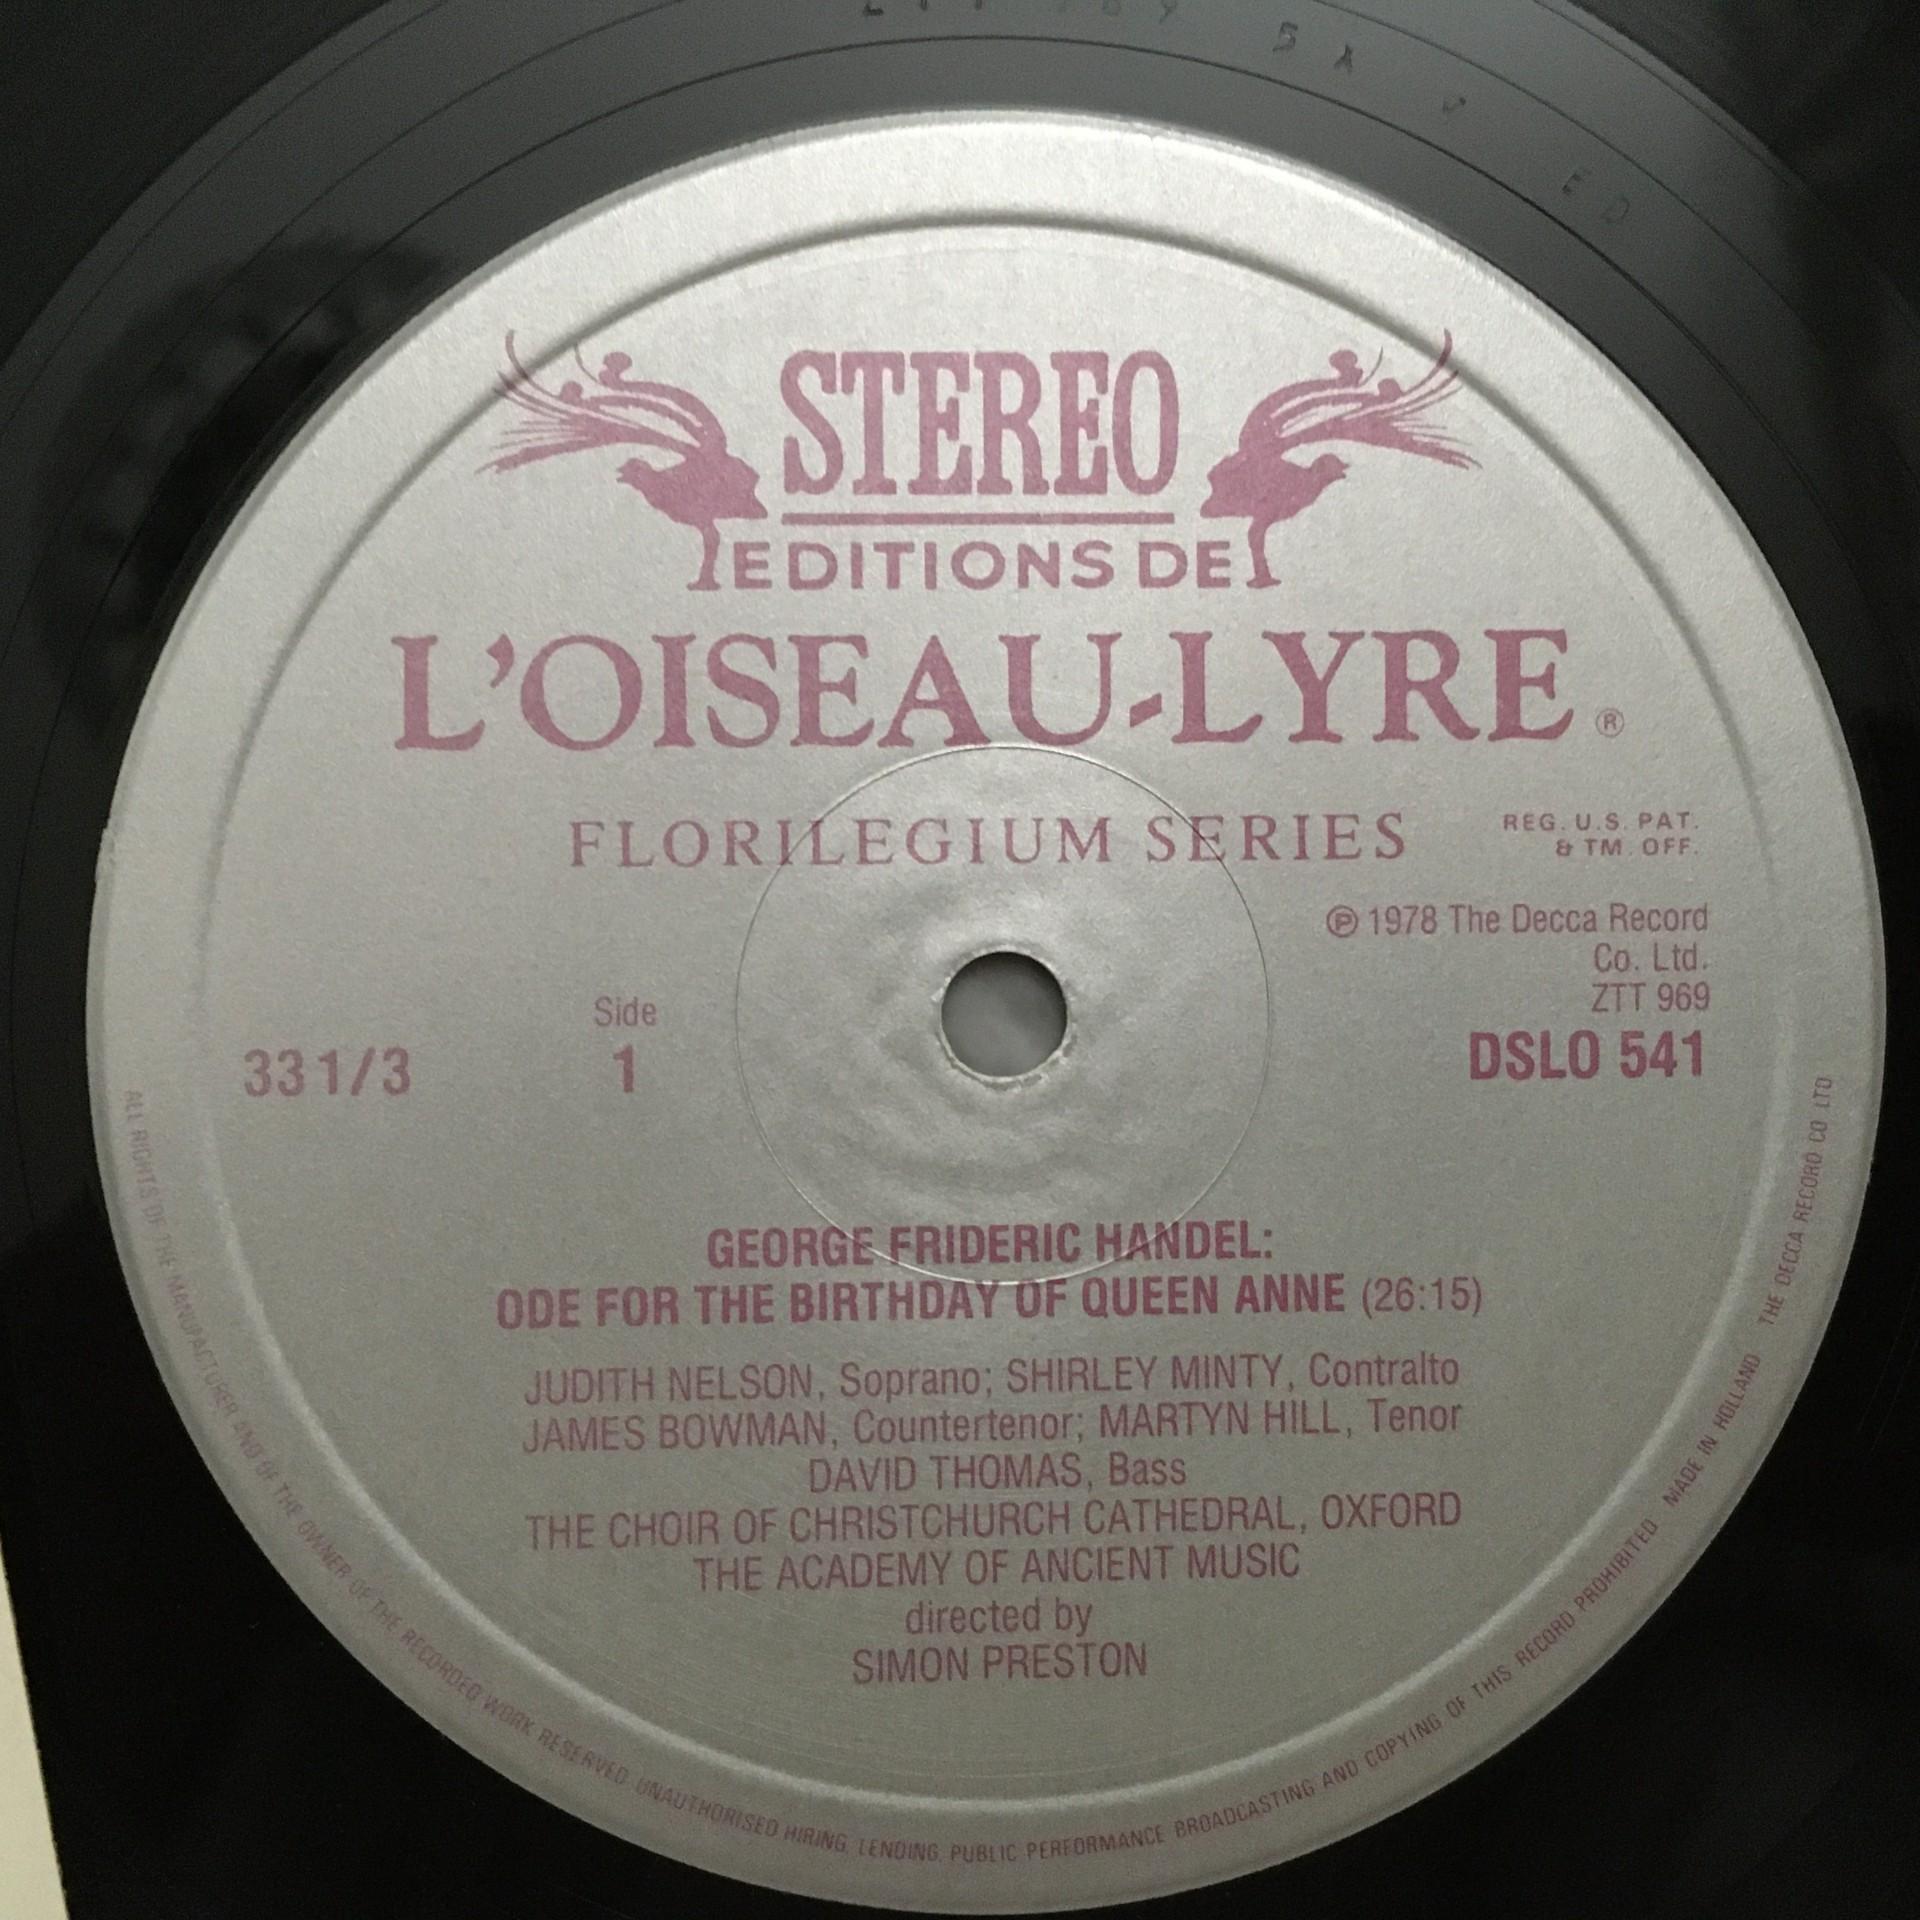 5 A
E D
STEREO
EDITIONS DE
L'OISEAU-LYRE ®
FLORILEGIUM SERIES
REG. U.S. PAT.
& TM. OFF.
℗ 1978 The Decca Record
Co. Ltd.
ZTT 969
DSLO 541
Side
1
33 1/3
GEORGE FRIDERIC HANDEL:
ODE FOR THE BIRTHDAY OF QUEEN ANNE (26:15)
JUDITH NELSON, Soprano; SHIRLEY MINTY, Contralto
JAMES BOWMAN, Countertenor; MARTYN HILL, Tenor
DAVID THOMAS, Bass
THE CHOIR OF CHRISTCHURCH CATHEDRAL, OXFORD
THE ACADEMY OF ANCIENT MUSIC
directed by
SIMON PRESTON
ALL RIGHTS OF THE MANUFACTURER AND OF THE OWNER OF THE RECORDED WORK RESERVED UNAUTHORISED HIRING, LENDING, PUBLIC PERFORMANCE BROADCASTING AND COPYING OF THIS RECORD PROHIBITED MADE IN HOLLAND THE DECCA RECORD CO LTD